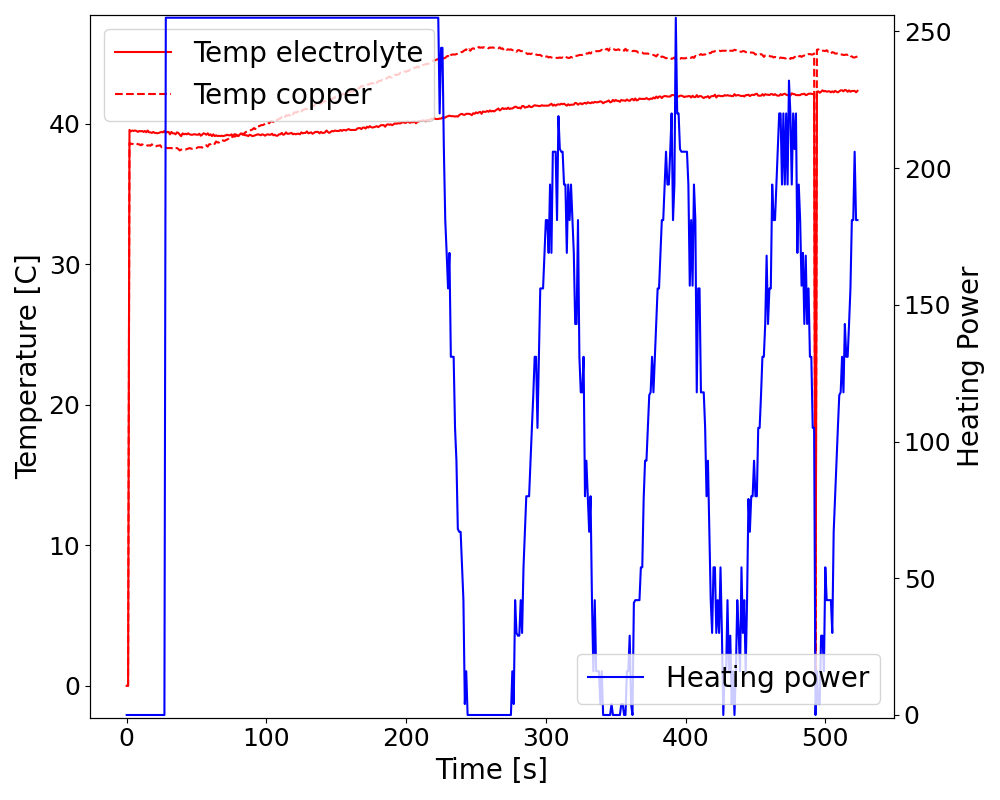 Temp electrolyte
Temp copper
Heating power
Temperature [C]
40
30
20
10
0
Heating Power
250
200
150
100
50
0
0 100 200 300 400 500
Time [s]